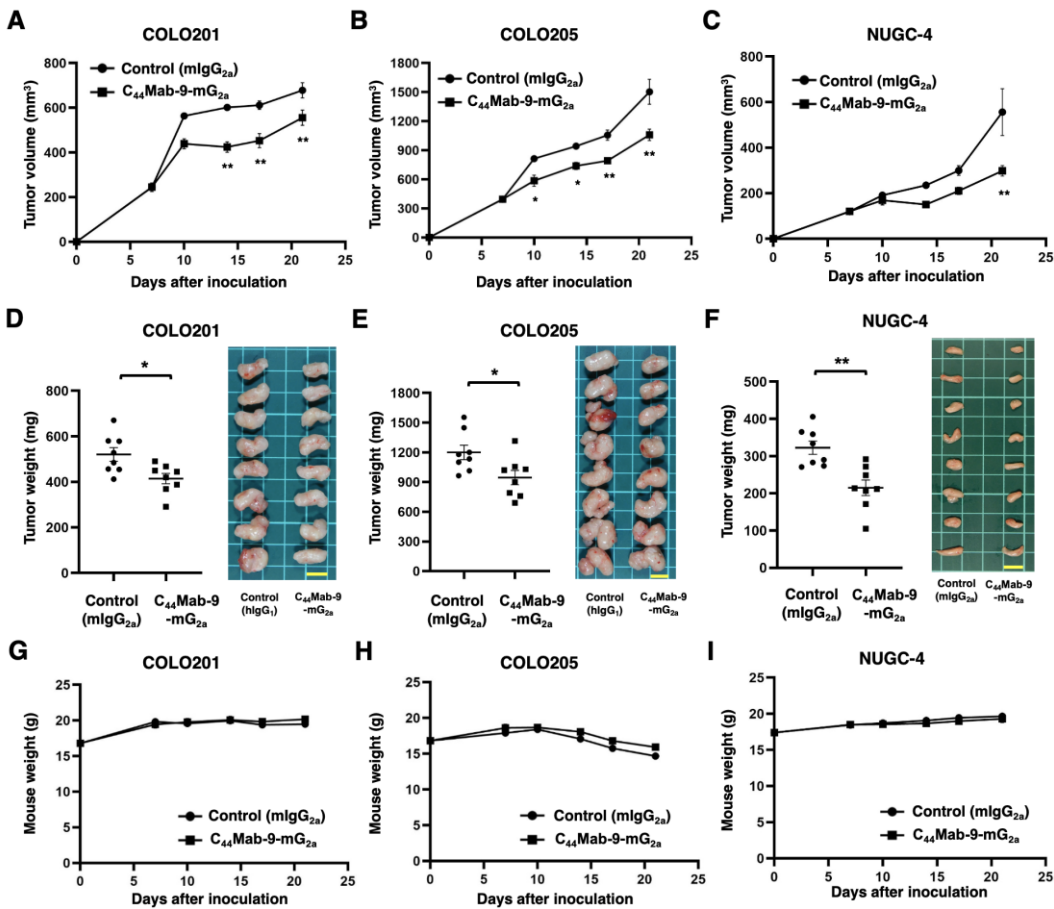 A
COLO201
Tumor volume (mm³)
800
600
400
200
0
Control (mIgG₂ₐ)
C₄₄Mab-9-mG₂ₐ
**
**
**
0 5 10 15 20 25
Days after inoculation
B
COLO205
Tumor volume (mm³)
1800
1500
1200
900
600
300
0
Control (mIgG₂ₐ)
C₄₄Mab-9-mG₂ₐ
*
*
**
**
0 5 10 15 20 25
Days after inoculation
C
NUGC-4
Tumor volume (mm³)
800
600
400
200
0
Control (mIgG₂ₐ)
C₄₄Mab-9-mG₂ₐ
**
0 5 10 15 20 25
Days after inoculation
D
COLO201
Tumor weight (mg)
800
600
400
200
0
*
Control
(mIgG₂ₐ)
C₄₄Mab-9
-mG₂ₐ
Control
(hIgG₁)
C₄₄Mab-9
-mG₂ₐ
E
COLO205
Tumor weight (mg)
1800
1500
1200
900
600
300
0
*
Control
(mIgG₂ₐ)
C₄₄Mab-9
-mG₂ₐ
Control
(hIgG₁)
C₄₄Mab-9
-mG₂ₐ
F
NUGC-4
Tumor weight (mg)
500
400
300
200
100
0
**
Control
(mIgG₂ₐ)
C₄₄Mab-9
-mG₂ₐ
Control
(mIgG₂ₐ)
C₄₄Mab-9
-mG₂ₐ
G
COLO201
Mouse weight (g)
25
20
15
10
5
0
Control (mIgG₂ₐ)
C₄₄Mab-9-mG₂ₐ
0 5 10 15 20 25
Days after inoculation
H
COLO205
Mouse weight (g)
25
20
15
10
5
0
Control (mIgG₂ₐ)
C₄₄Mab-9-mG₂ₐ
0 5 10 15 20 25
Days after inoculation
I
NUGC-4
Mouse weight (g)
25
20
15
10
5
0
Control (mIgG₂ₐ)
C₄₄Mab-9-mG₂ₐ
0 5 10 15 20 25
Days after inoculation